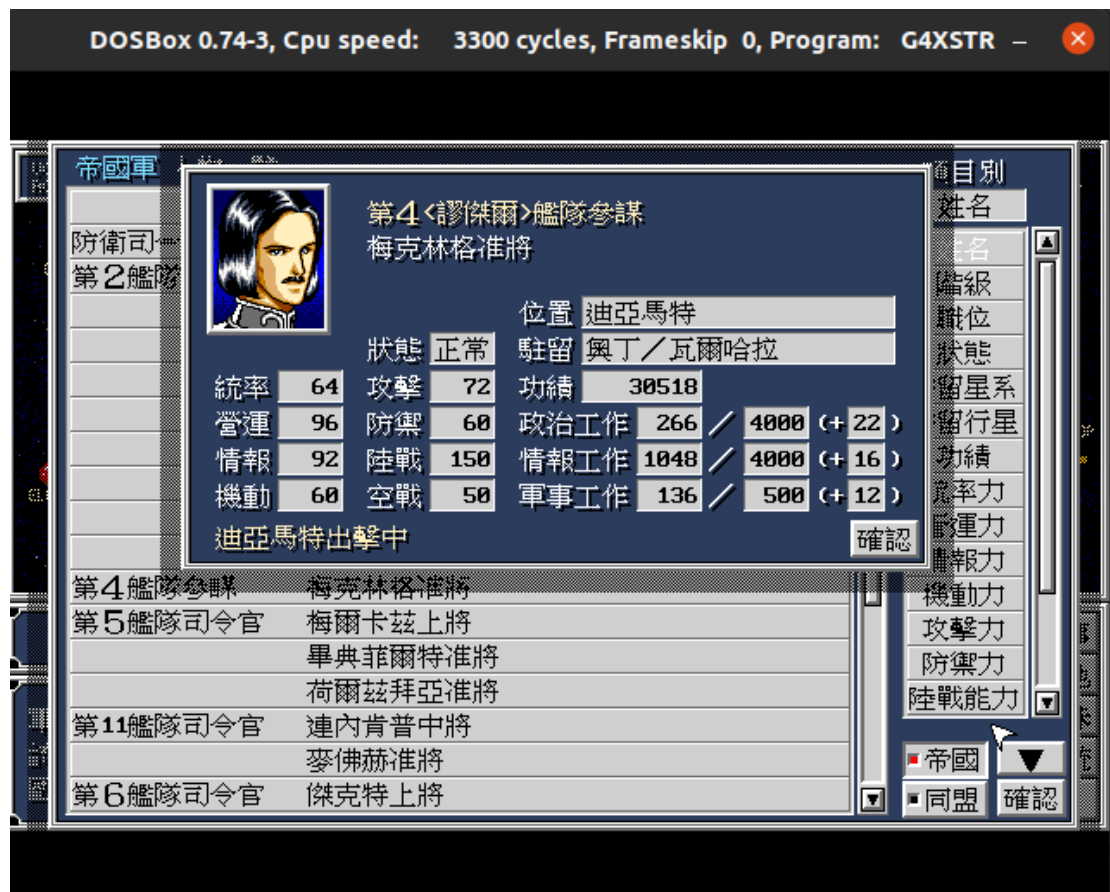 DOSBox 0.74-3, Cpu speed: 3300 cycles, Frameskip 0, Program: G4XSTR
帝國軍
項目別
姓名
第4<謬傑爾>艦隊參謀
梅克林格准將
位置 迪亞馬特
狀態 正常 駐留 奧丁／瓦爾哈拉
統率 64 攻擊 72 功績 30518
營運 96 防禦 60 政治工作 266 / 4000 (+ 22 )
情報 92 陸戰 150 情報工作 1048 / 4000 (+ 16 )
機動 60 空戰 50 軍事工作 136 / 500 (+ 12 )
迪亞馬特出擊中 確認
防衛司令
第2艦隊
姓名
階級
職位
狀態
駐留星系
駐留行星
功績
統率力
營運力
情報力
機動力
攻擊力
防禦力
陸戰能力
第4艦隊參謀 梅克林格准將
第5艦隊司令官 梅爾卡茲上將
畢典菲爾特准將
荷爾茲拜亞准將
第11艦隊司令官 連內肯普中將
麥佛赫准將
第6艦隊司令官 傑克特上將
帝國
同盟 確認